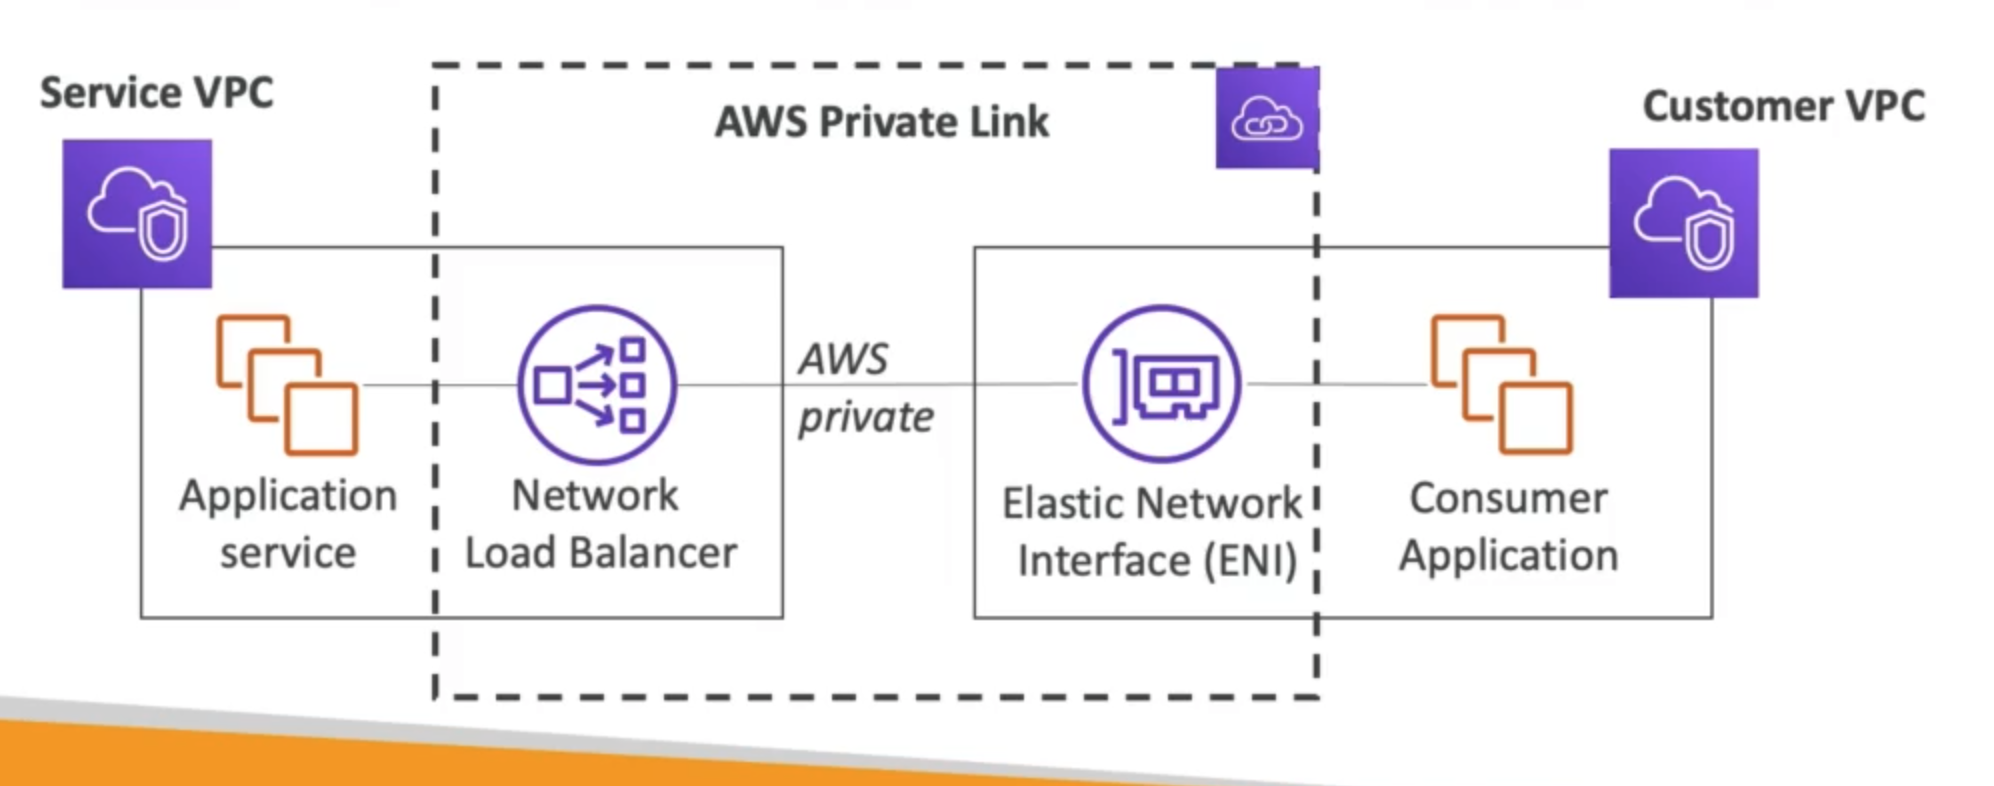 Service VPC
AWS Private Link
Customer VPC
AWS
private
Application
service
Network
Load Balancer
Elastic Network
Interface (ENI)
Consumer
Application